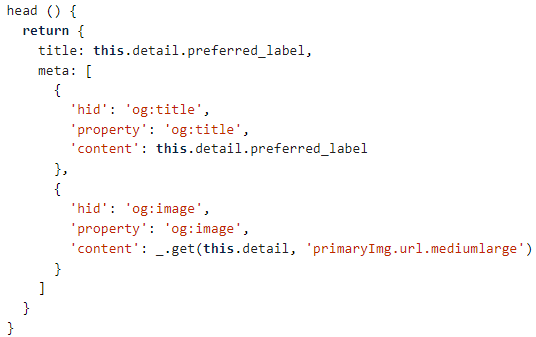 head () {
  return {
    title: this.detail.preferred_label,
    meta: [
      {
        'hid': 'og:title',
        'property': 'og:title',
        'content': this.detail.preferred_label
      },
      {
        'hid': 'og:image',
        'property': 'og:image',
        'content': _.get(this.detail, 'primaryImg.url.mediumlarge')
      }
    ]
  }
}